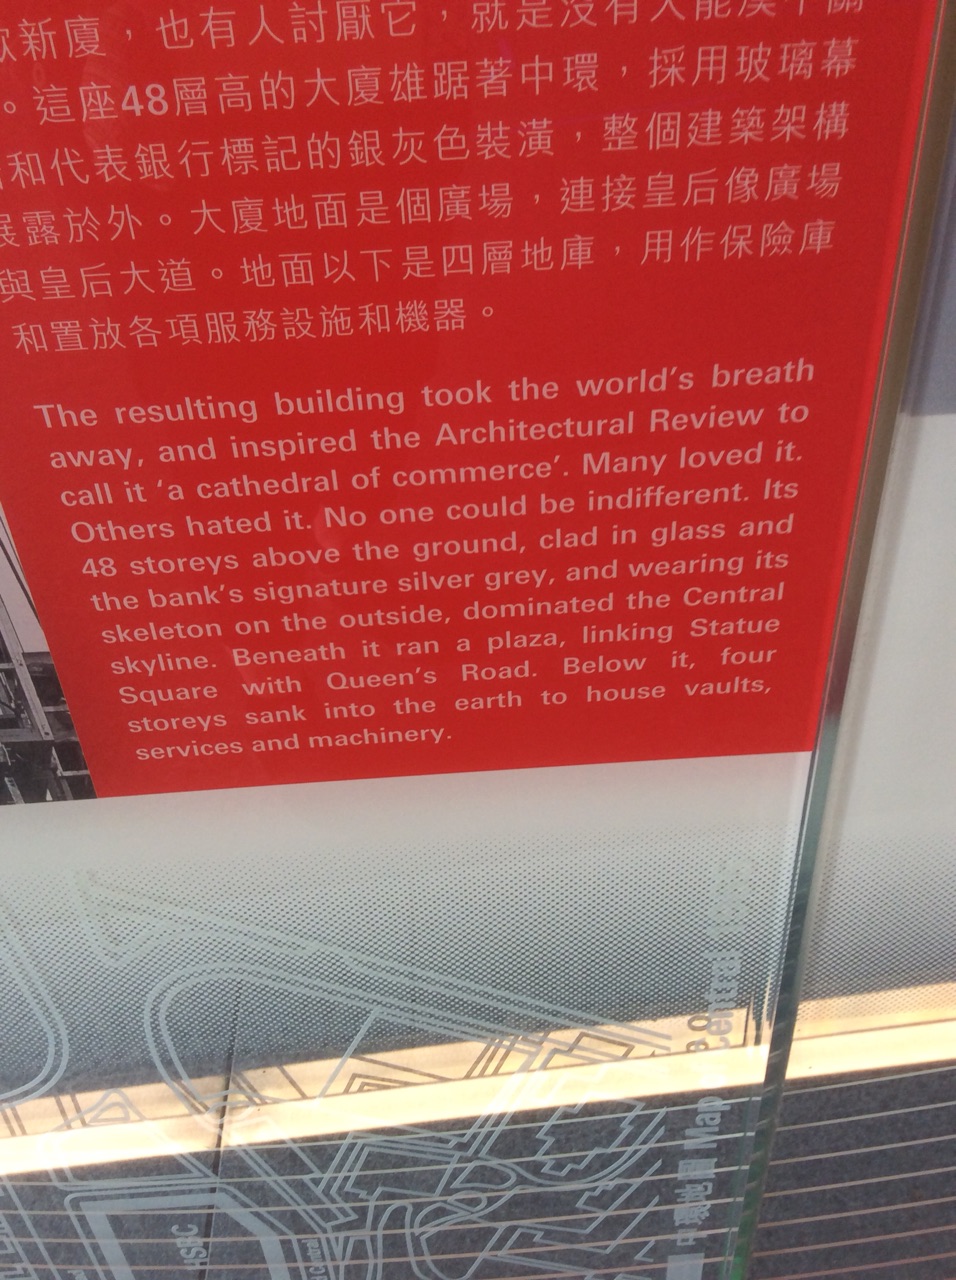 新廈，也有人討厭它，就是沒有人能漠不關
。這座48層高的大廈雄踞著中環，採用玻璃幕
和代表銀行標記的銀灰色裝潢，整個建築架構
展露於外。大廈地面是個廣場，連接皇后像廣場
與皇后大道。地面以下是四層地庫，用作保險庫
和置放各項服務設施和機器。
The resulting building took the world's breath
away, and inspired the Architectural Review to
call it 'a cathedral of commerce'. Many loved it.
Others hated it. No one could be indifferent. Its
48 storeys above the ground, clad in glass and
the bank's signature silver grey, and wearing its
skeleton on the outside, dominated the Central
skyline. Beneath it ran a plaza, linking Statue
Square with Queen's Road. Below it, four
storeys sank into the earth to house vaults,
services and machinery.
HSBC
中環地圖 Map
Central